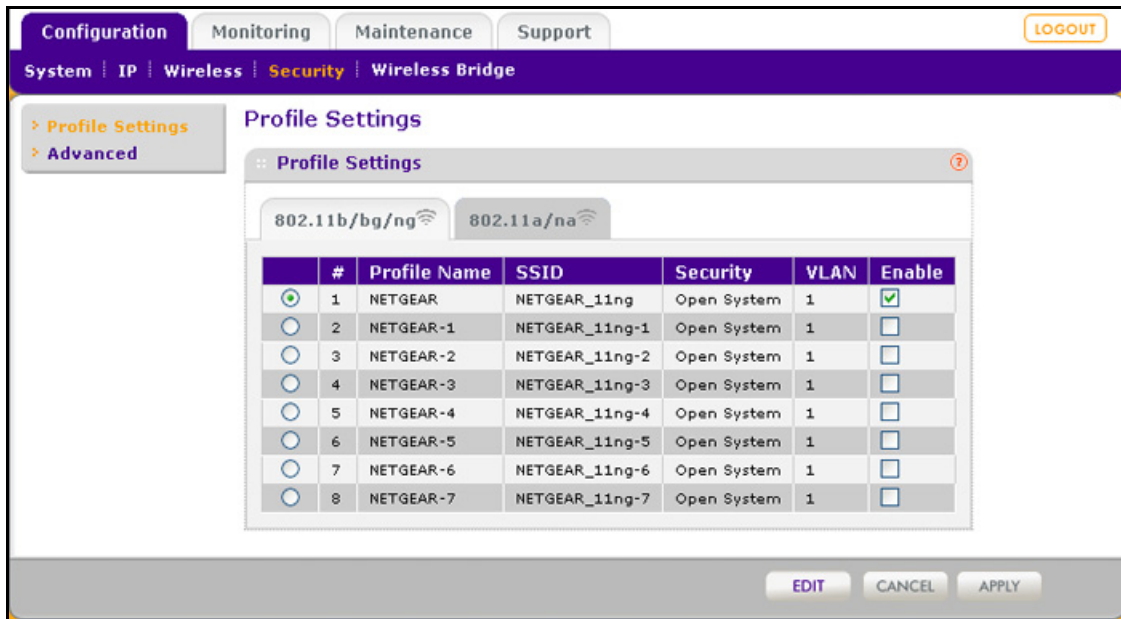 Configuration Monitoring Maintenance Support LOGOUT
System IP Wireless Security Wireless Bridge
Profile Settings
Advanced
Profile Settings
Profile Settings ?
802.11b/bg/ng 802.11a/na
# Profile Name SSID Security VLAN Enable
1 NETGEAR NETGEAR_11ng Open System 1
2 NETGEAR-1 NETGEAR_11ng-1 Open System 1
3 NETGEAR-2 NETGEAR_11ng-2 Open System 1
4 NETGEAR-3 NETGEAR_11ng-3 Open System 1
5 NETGEAR-4 NETGEAR_11ng-4 Open System 1
6 NETGEAR-5 NETGEAR_11ng-5 Open System 1
7 NETGEAR-6 NETGEAR_11ng-6 Open System 1
8 NETGEAR-7 NETGEAR_11ng-7 Open System 1
EDIT CANCEL APPLY